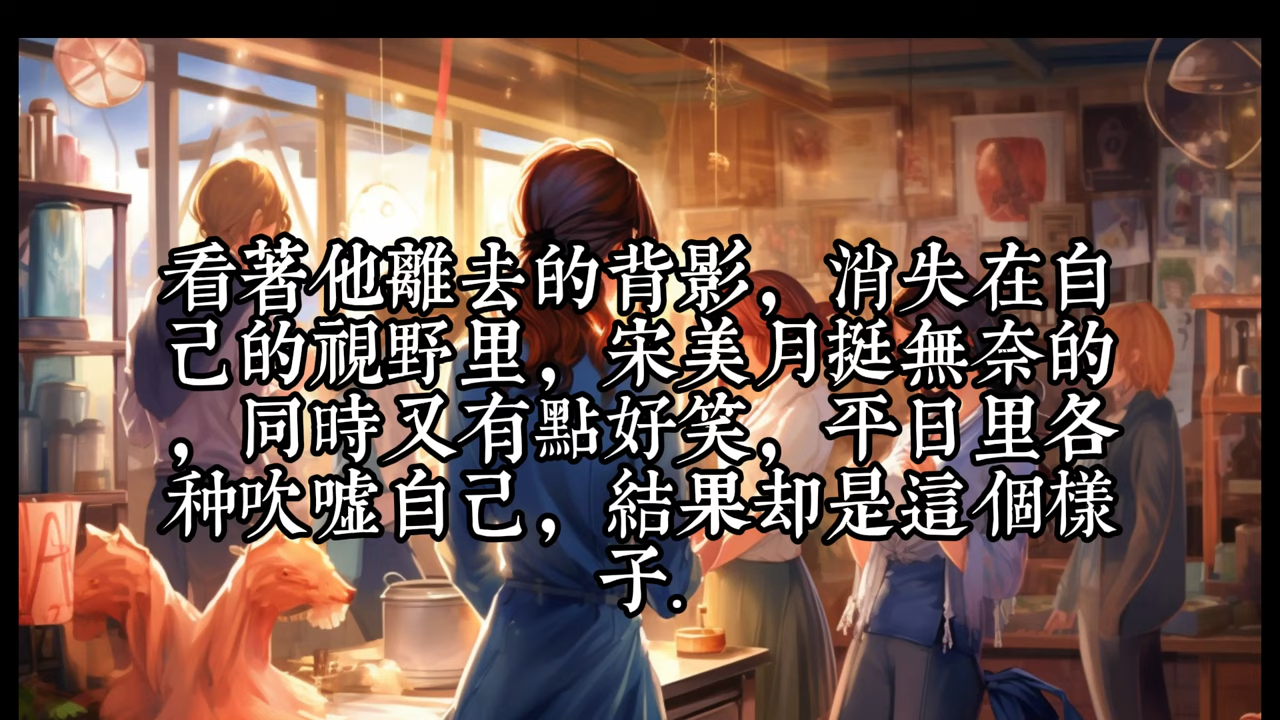 看著他離去的背影，消失在自
己的視野里，宋美月挺無奈的
，同時又有點好笑，平日里各
种吹噓自己，結果却是這個樣
子.